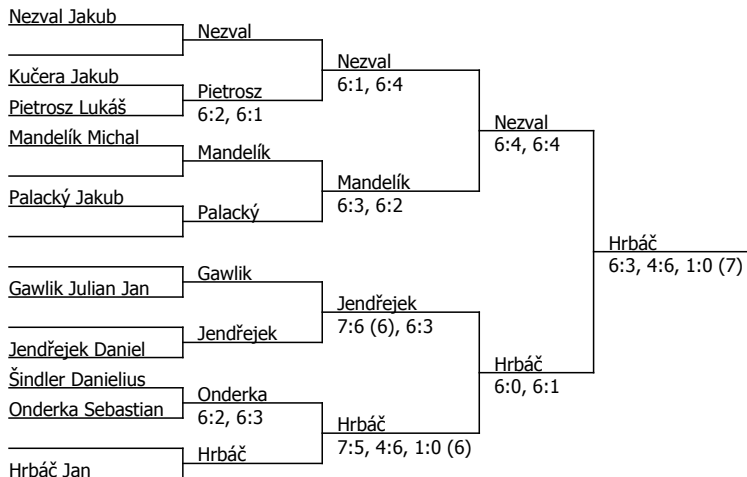 Nezval Jakub
Nezval
Nezval
6:1, 6:4
Kučera Jakub
Pietrosz
6:2, 6:1
Pietrosz Lukáš
Nezval
6:4, 6:4
Mandelík Michal
Mandelík
Mandelík
6:3, 6:2
Palacký Jakub
Palacký
Hrbáč
6:3, 4:6, 1:0 (7)
Gawlik
Gawlik Julian Jan
Jendřejek
7:6 (6), 6:3
Jendřejek
Jendřejek Daniel
Hrbáč
6:0, 6:1
Šindler Danielius
Onderka
6:2, 6:3
Onderka Sebastian
Hrbáč
7:5, 4:6, 1:0 (6)
Hrbáč
Hrbáč Jan